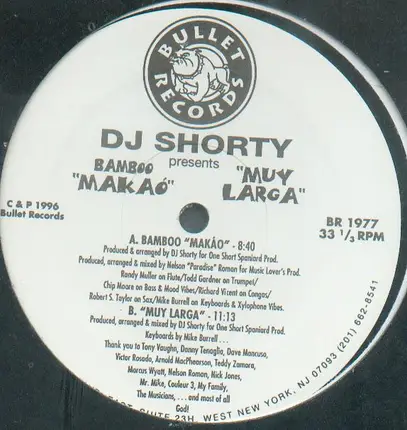 BULLET
RECORDS
DJ SHORTY
presents
BAMBOO
"MAKAÓ"
"MUY
LARGA"
C & P 1996
Bullet Records
BR 1977
33 1/3 RPM
A. BAMBOO "MAKÁO" - 8:40
Produced & arranged by DJ Shorty for One Short Spaniard Prod.
Produced, arranged & mixed by Nelson "Paradise" Roman for Music Lover's Prod.
Randy Muller on Flute/Todd Gardner on Trumpet/
Chip Moore on Bass & Mood Vibes/Richard Vicent on Congas/
Robert S. Taylor on Sax/Mike Burrell on Keyboards & Xylophone Vibes.
B. "MUY LARGA" - 11:13
Produced, arranged & mixed by DJ Shorty for One Short Spaniard Prod.
Keyboards by Mike Burrell . . .
Thank you to Tony Vaughn, Danny Tenaglia, Dave Mancuso,
Victor Rosado, Arnold MacPhearson, Teddy Zamora,
Marcus Wyatt, Nelson Roman, Nick Jones,
Mr. Mike, Couleur 3, My Family,
The Musicians, . . . and most of all
God!
SUITE 23H, WEST NEW YORK, NJ 07093 (201) 662-8541